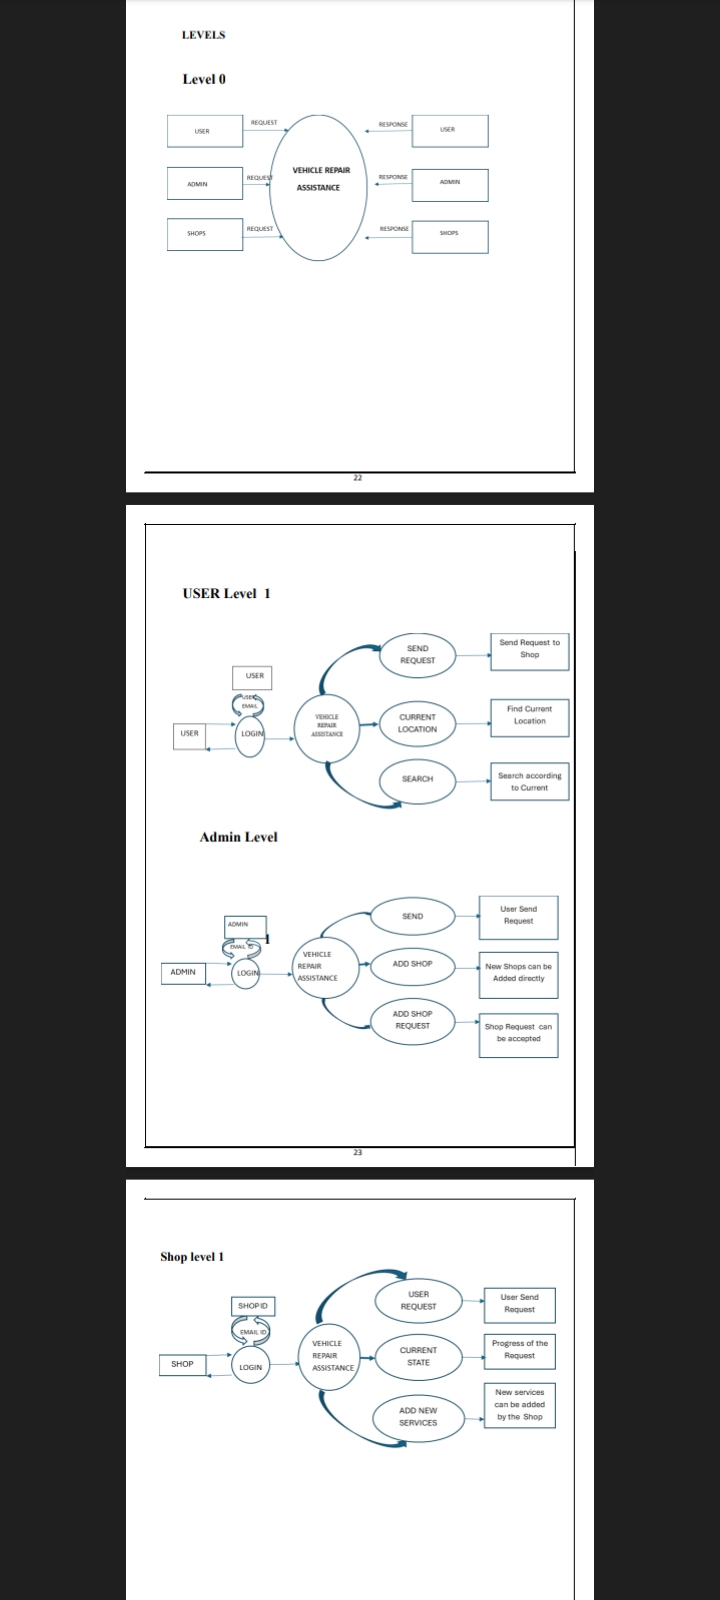 LEVELS
Level 0
USER
REQUEST
RESPONSE
USER
VEHICLE REPAIR
ASSISTANCE
ADMIN
REQUEST
RESPONSE
ADMIN
SHOPS
REQUEST
RESPONSE
SHOPS
22
USER Level 1
SEND
REQUEST
Send Request to
Shop
USER
EMAIL
USER
LOGIN
VEHICLE
REPAIR
ASSISTANCE
CURRENT
LOCATION
Find Current
Location
SEARCH
Search according
to Current
Admin Level
1
ADMIN
EMAIL ID
ADMIN
LOGIN
VEHICLE
REPAIR
ASSISTANCE
SEND
User Send
Request
ADD SHOP
New Shops can be
Added directly
ADD SHOP
REQUEST
Shop Request can
be accepted
23
Shop level 1
SHOP ID
EMAIL ID
SHOP
LOGIN
VEHICLE
REPAIR
ASSISTANCE
USER
REQUEST
User Send
Request
CURRENT
STATE
Progress of the
Request
ADD NEW
SERVICES
New services
can be added
by the Shop